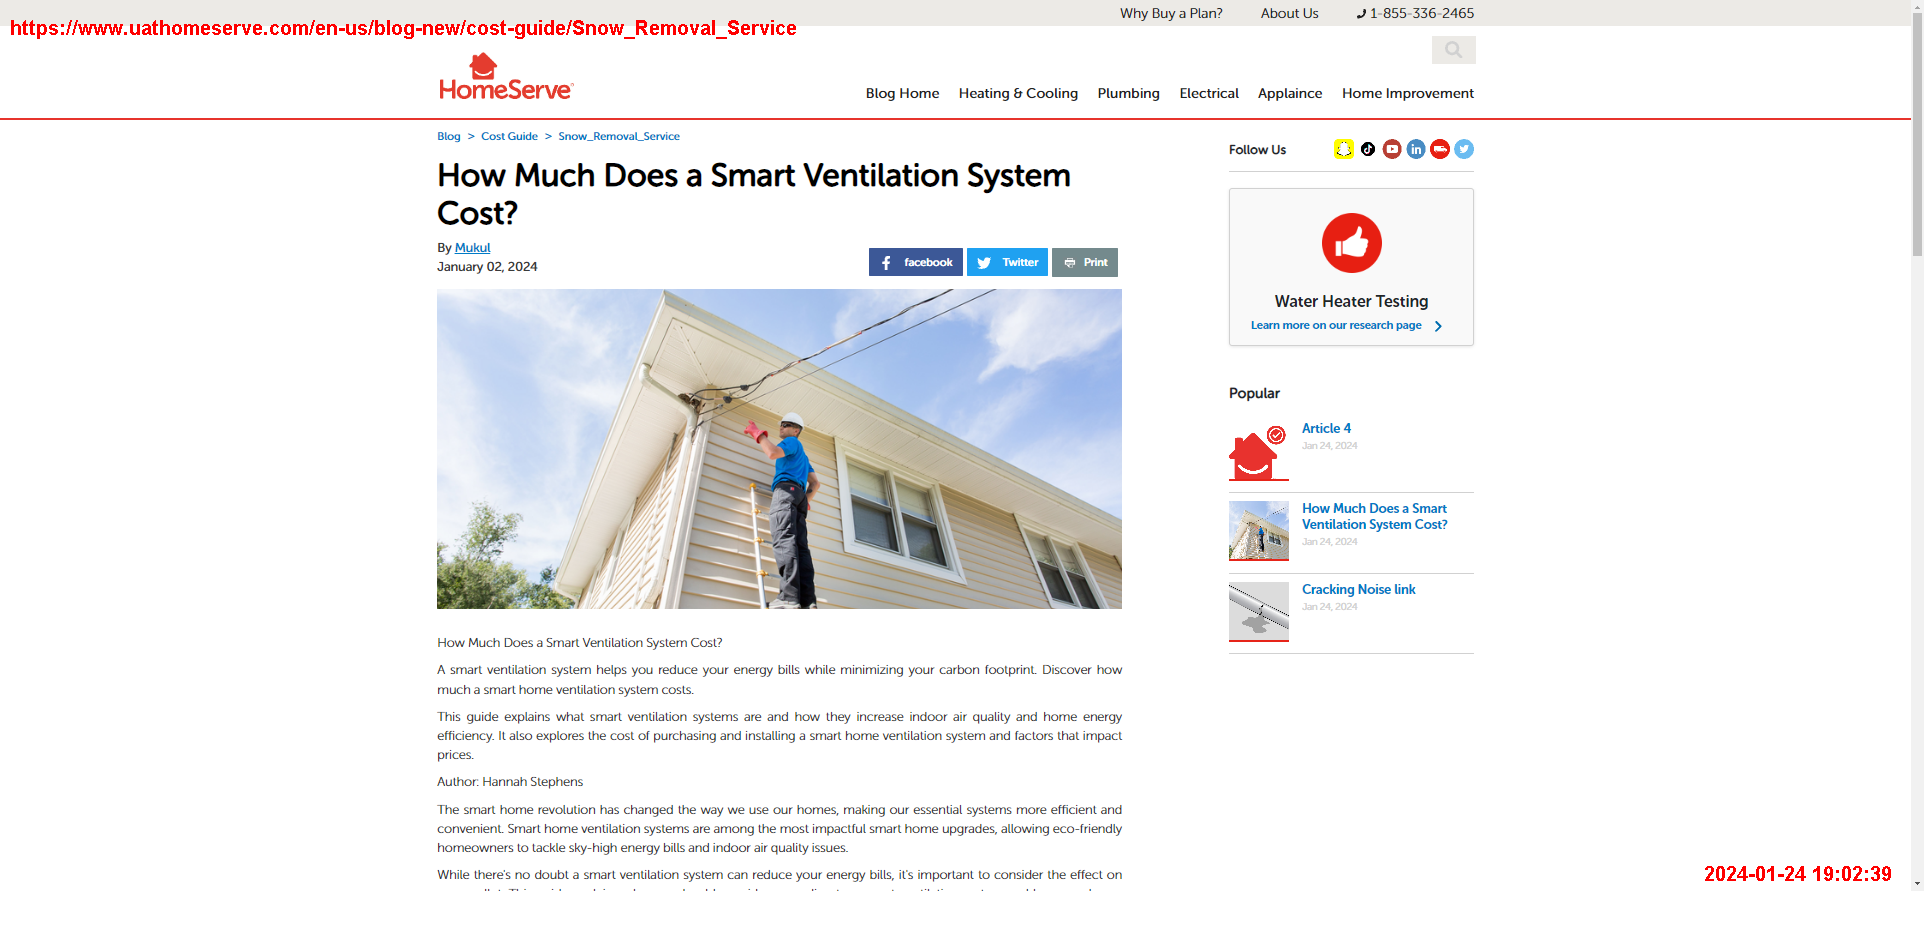 Why Buy a Plan? About Us 1-855-336-2465
https://www.uathomeserve.com/en-us/blog-new/cost-guide/Snow_Removal_Service
HomeServe
Blog Home Heating & Cooling Plumbing Electrical Applaince Home Improvement
Blog > Cost Guide > Snow_Removal_Service
How Much Does a Smart Ventilation System
Cost?
By Mukul
January 02, 2024
facebook Twitter Print
How Much Does a Smart Ventilation System Cost?
A smart ventilation system helps you reduce your energy bills while minimizing your carbon footprint. Discover how
much a smart home ventilation system costs.
This guide explains what smart ventilation systems are and how they increase indoor air quality and home energy
efficiency. It also explores the cost of purchasing and installing a smart home ventilation system and factors that impact
prices.
Author: Hannah Stephens
The smart home revolution has changed the way we use our homes, making our essential systems more efficient and
convenient. Smart home ventilation systems are among the most impactful smart home upgrades, allowing eco-friendly
homeowners to tackle sky-high energy bills and indoor air quality issues.
While there's no doubt a smart ventilation system can reduce your energy bills, it's important to consider the effect on
Follow Us
Water Heater Testing
Learn more on our research page
Popular
Article 4
Jan 24, 2024
How Much Does a Smart
Ventilation System Cost?
Jan 24, 2024
Cracking Noise link
Jan 24, 2024
2024-01-24 19:02:39